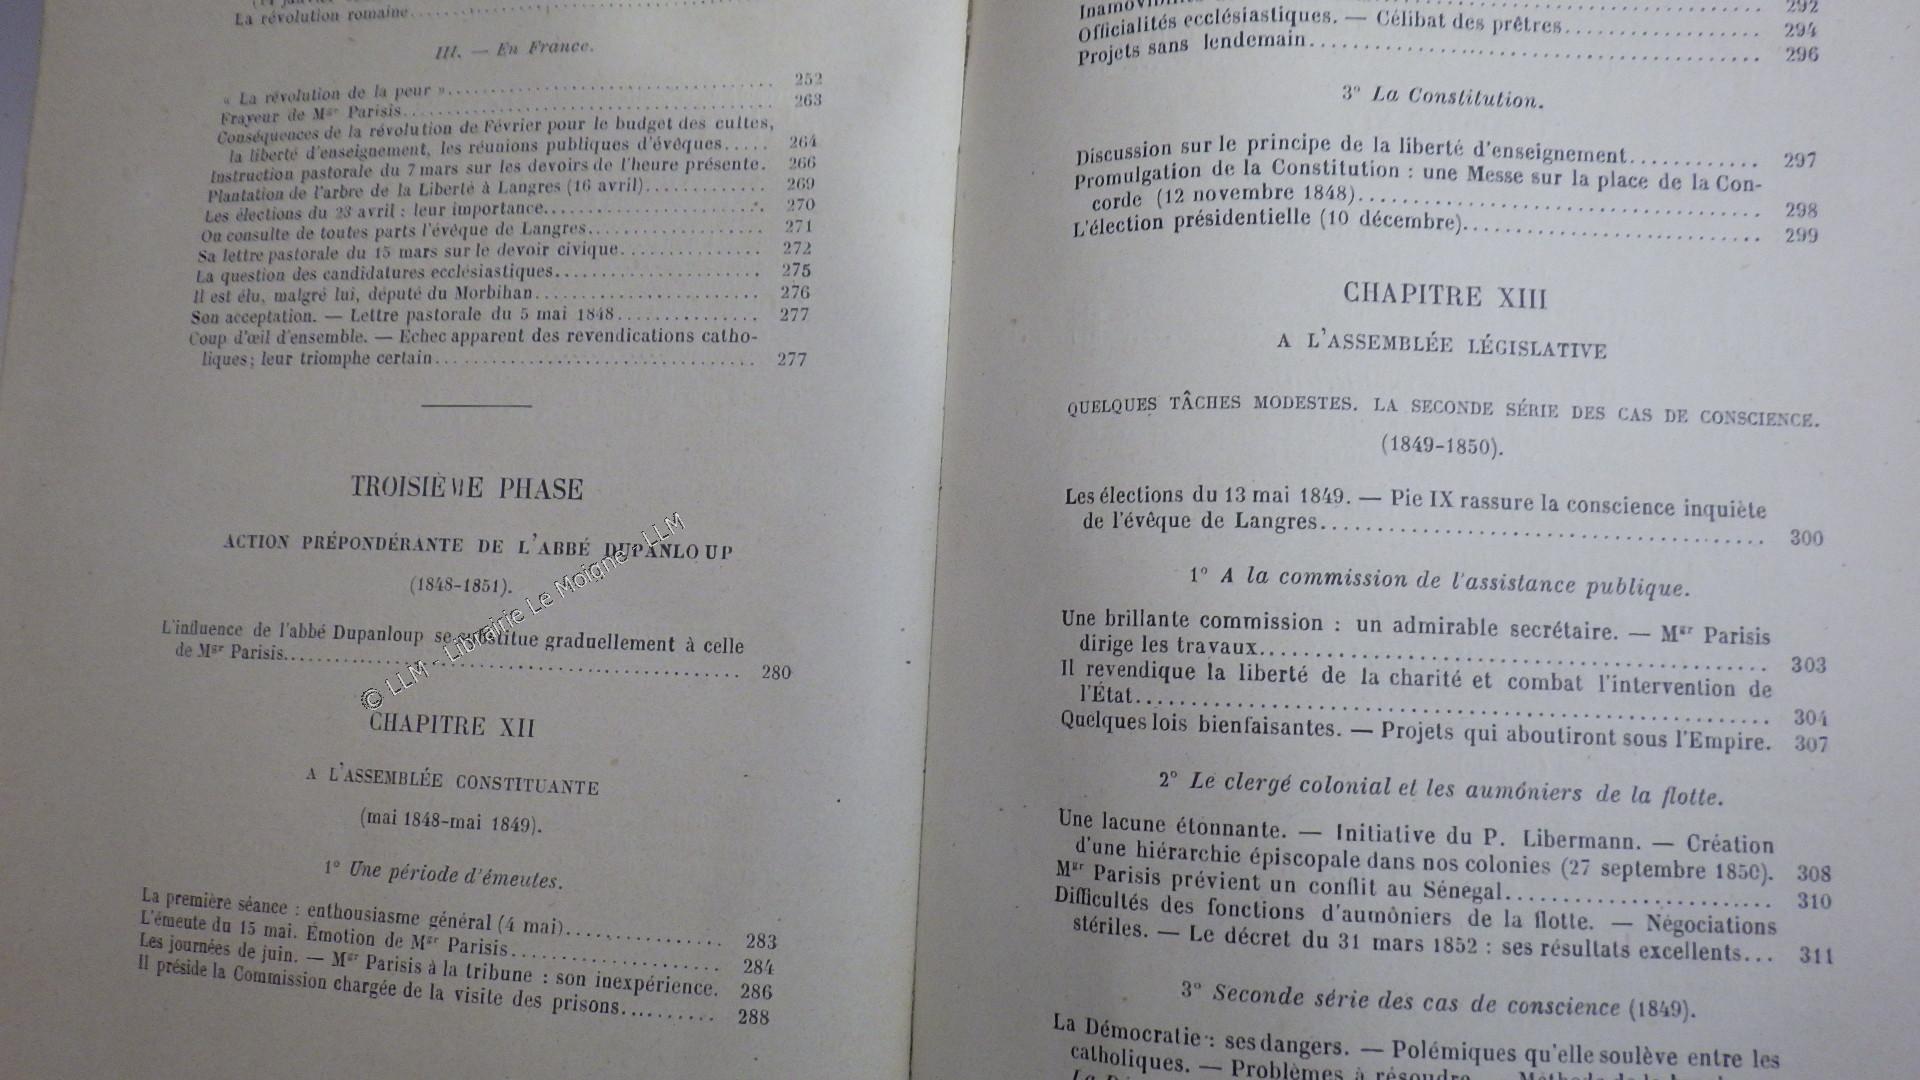 La révolution romaine
III. — En France.
« La révolution de la peur » 252
Frayeur de Mgr Parisis 263
Conséquences de la révolution de Février pour le budget des cultes,
la liberté d'enseignement, les réunions publiques d'évêques..... 264
Instruction pastorale du 7 mars sur les devoirs de l'heure présente. 266
Plantation de l'arbre de la Liberté à Langres (16 avril) 269
Les élections du 23 avril : leur importance 270
On consulte de toutes parts l'évêque de Langres 271
Sa lettre pastorale du 15 mars sur le devoir civique 272
La question des candidatures ecclésiastiques 275
Il est élu, malgré lui, député du Morbihan 276
Son acceptation. — Lettre pastorale du 5 mai 1848 277
Coup d'œil d'ensemble. — Echec apparent des revendications catho-
liques; leur triomphe certain 277
TROISIÈME PHASE
ACTION PRÉPONDÉRANTE DE L'ABBÉ DUPANLOUP
(1848-1851).
L'influence de l'abbé Dupanloup se substitue graduellement à celle
de Mgr Parisis 280
© LLM - Librairie Le Moigne - LLM
CHAPITRE XII
A L'ASSEMBLÉE CONSTITUANTE
(mai 1848-mai 1849).
1° Une période d'émeutes.
La première séance : enthousiasme général (4 mai) 283
L'émeute du 15 mai. Émotion de Mgr Parisis 284
Les journées de juin. — Mgr Parisis à la tribune : son inexpérience. 286
Il préside la Commission chargée de la visite des prisons 288
292
Officialités ecclésiastiques. — Célibat des prêtres 294
Projets sans lendemain 296
3° La Constitution.
Discussion sur le principe de la liberté d'enseignement 297
Promulgation de la Constitution : une Messe sur la place de la Con-
corde (12 novembre 1848) 298
L'élection présidentielle (10 décembre) 299
CHAPITRE XIII
A L'ASSEMBLÉE LÉGISLATIVE
QUELQUES TÂCHES MODESTES. LA SECONDE SÉRIE DES CAS DE CONSCIENCE.
(1849-1850).
Les élections du 13 mai 1849. — Pie IX rassure la conscience inquiète
de l'évêque de Langres 300
1° A la commission de l'assistance publique.
Une brillante commission : un admirable secrétaire. — Mgr Parisis
dirige les travaux 303
Il revendique la liberté de la charité et combat l'intervention de
l'État 304
Quelques lois bienfaisantes. — Projets qui aboutiront sous l'Empire. 307
2° Le clergé colonial et les aumôniers de la flotte.
Une lacune étonnante. — Initiative du P. Libermann. — Création
d'une hiérarchie épiscopale dans nos colonies (27 septembre 1850). 308
Mgr Parisis prévient un conflit au Sénégal 310
Difficultés des fonctions d'aumôniers de la flotte. — Négociations
stériles. — Le décret du 31 mars 1852 : ses résultats excellents... 311
3° Seconde série des cas de conscience (1849).
La Démocratie : ses dangers. — Polémiques qu'elle soulève entre les
catholiques. — Problèmes à résoudre.